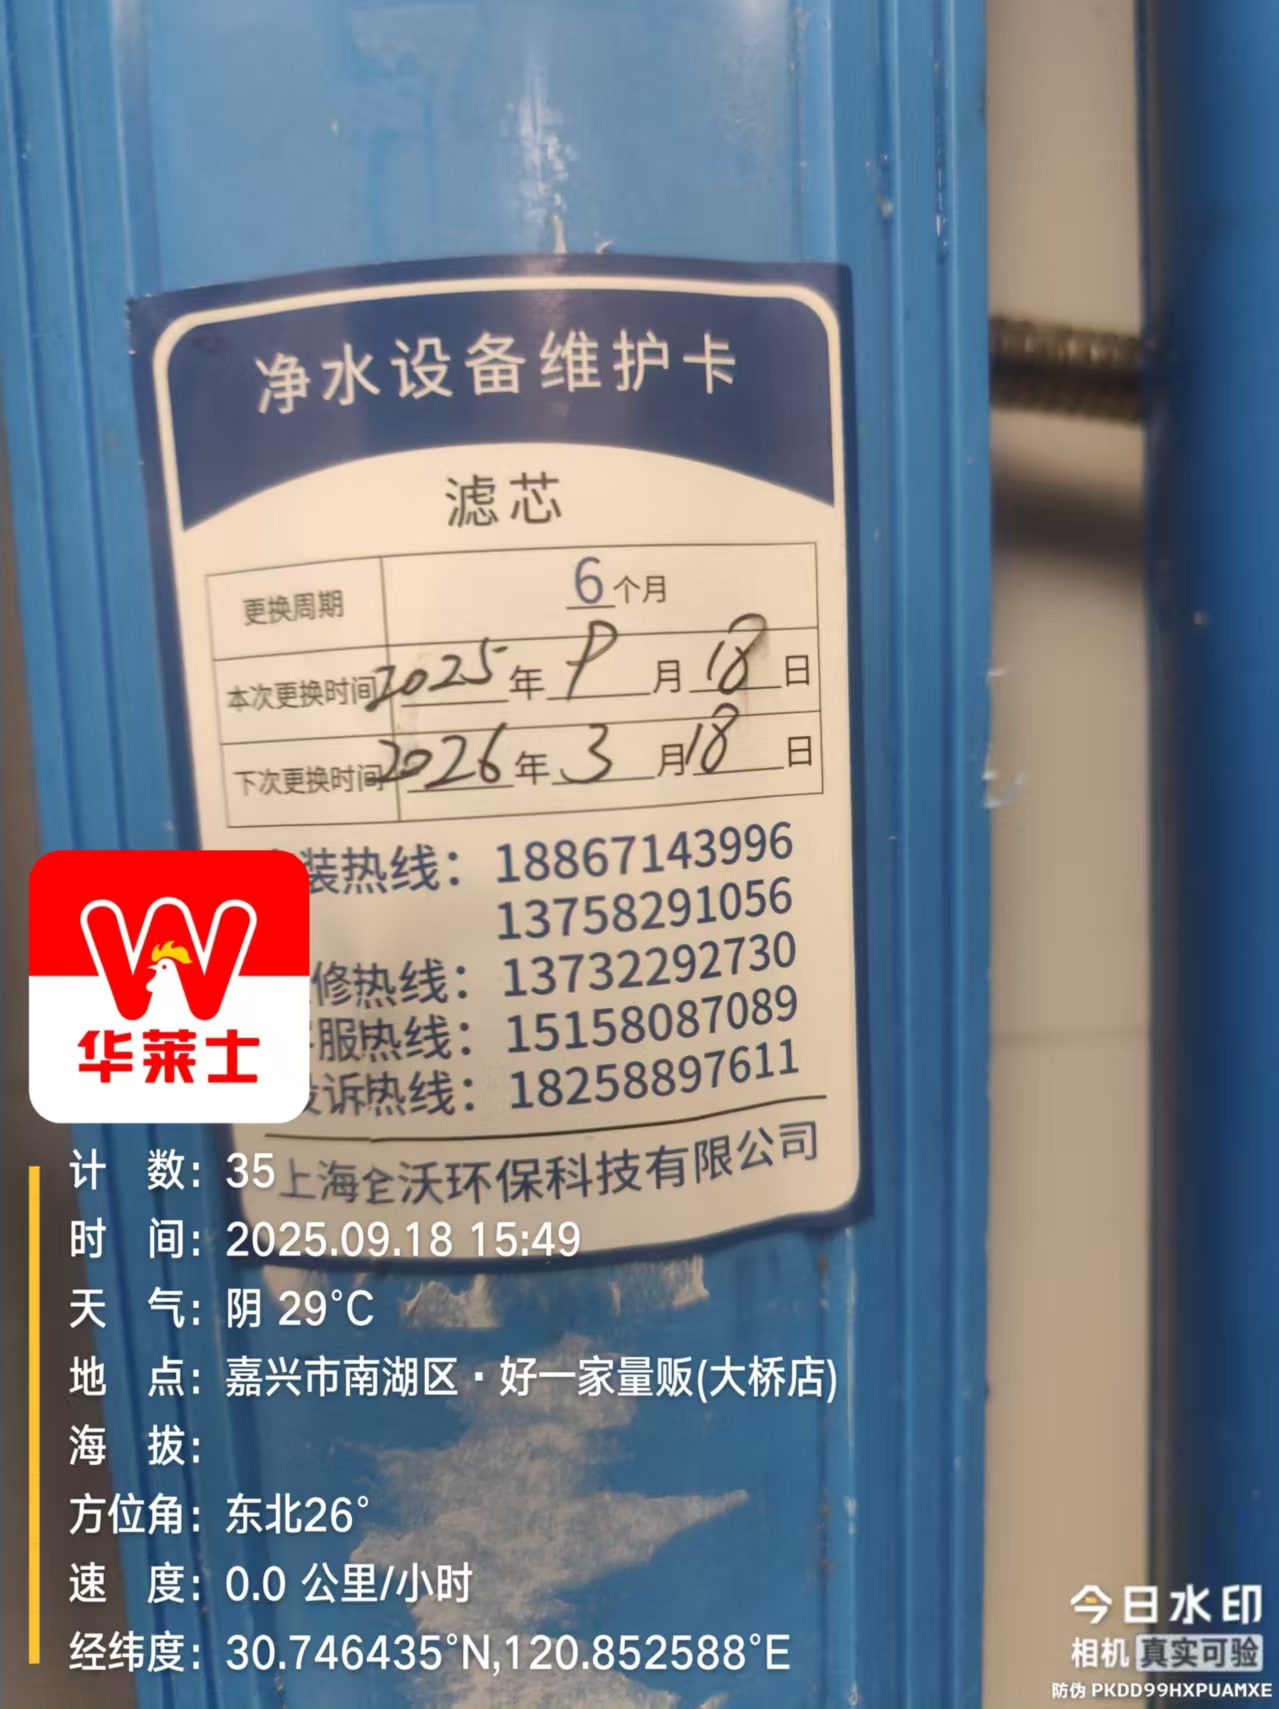 净水设备维护卡
滤芯
更换周期 6个月
本次更换时间 2025年9月18日
下次更换时间 2026年3月18日
装热线：18867143996
13758291056
修热线：13732292730
服热线：15158087089
诉热线：18258897611
上海仺沃环保科技有限公司
W
华莱士
计 数：35
时 间：2025.09.18 15:49
天 气：阴 29°C
地 点：嘉兴市南湖区·好一家量贩(大桥店)
海 拔：
方位角：东北26°
速 度：0.0 公里/小时
经纬度：30.746435°N,120.852588°E
今日水印
相机 真实可验
防伪 PKDD99HXPUAMXE